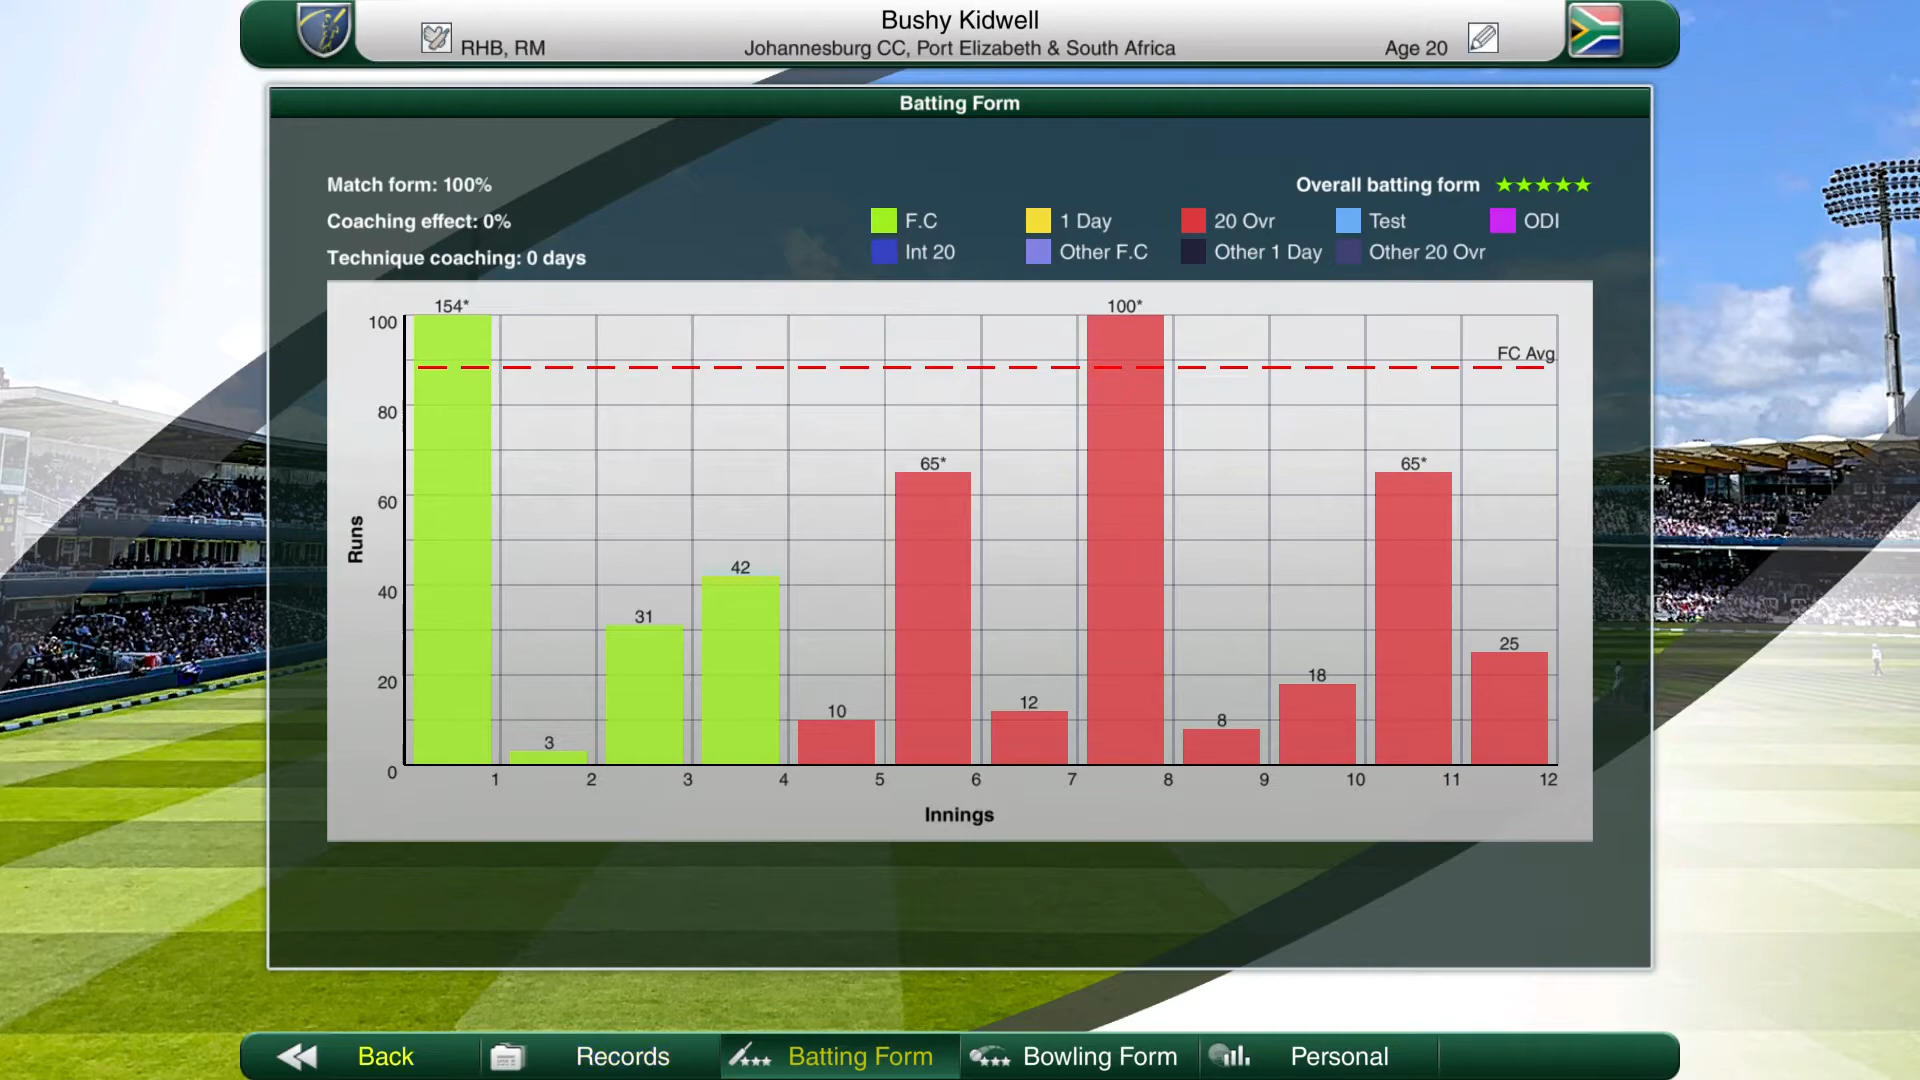 Bushy Kidwell
RHB, RM
Johannesburg CC, Port Elizabeth & South Africa
Age 20
Batting Form
Match form: 100%
Overall batting form
Coaching effect: 0%
F.C
1 Day
20 Ovr
Test
ODI
Technique coaching: 0 days
Int 20
Other F.C
Other 1 Day
Other 20 Ovr
154*
100*
100
FC Avg
80
65*
65*
60
Runs
42
40
31
25
20
18
12
10
8
3
0
1
2
3
4
5
6
7
8
9
10
11
12
Innings
Back
Records
Batting Form
Bowling Form
Personal